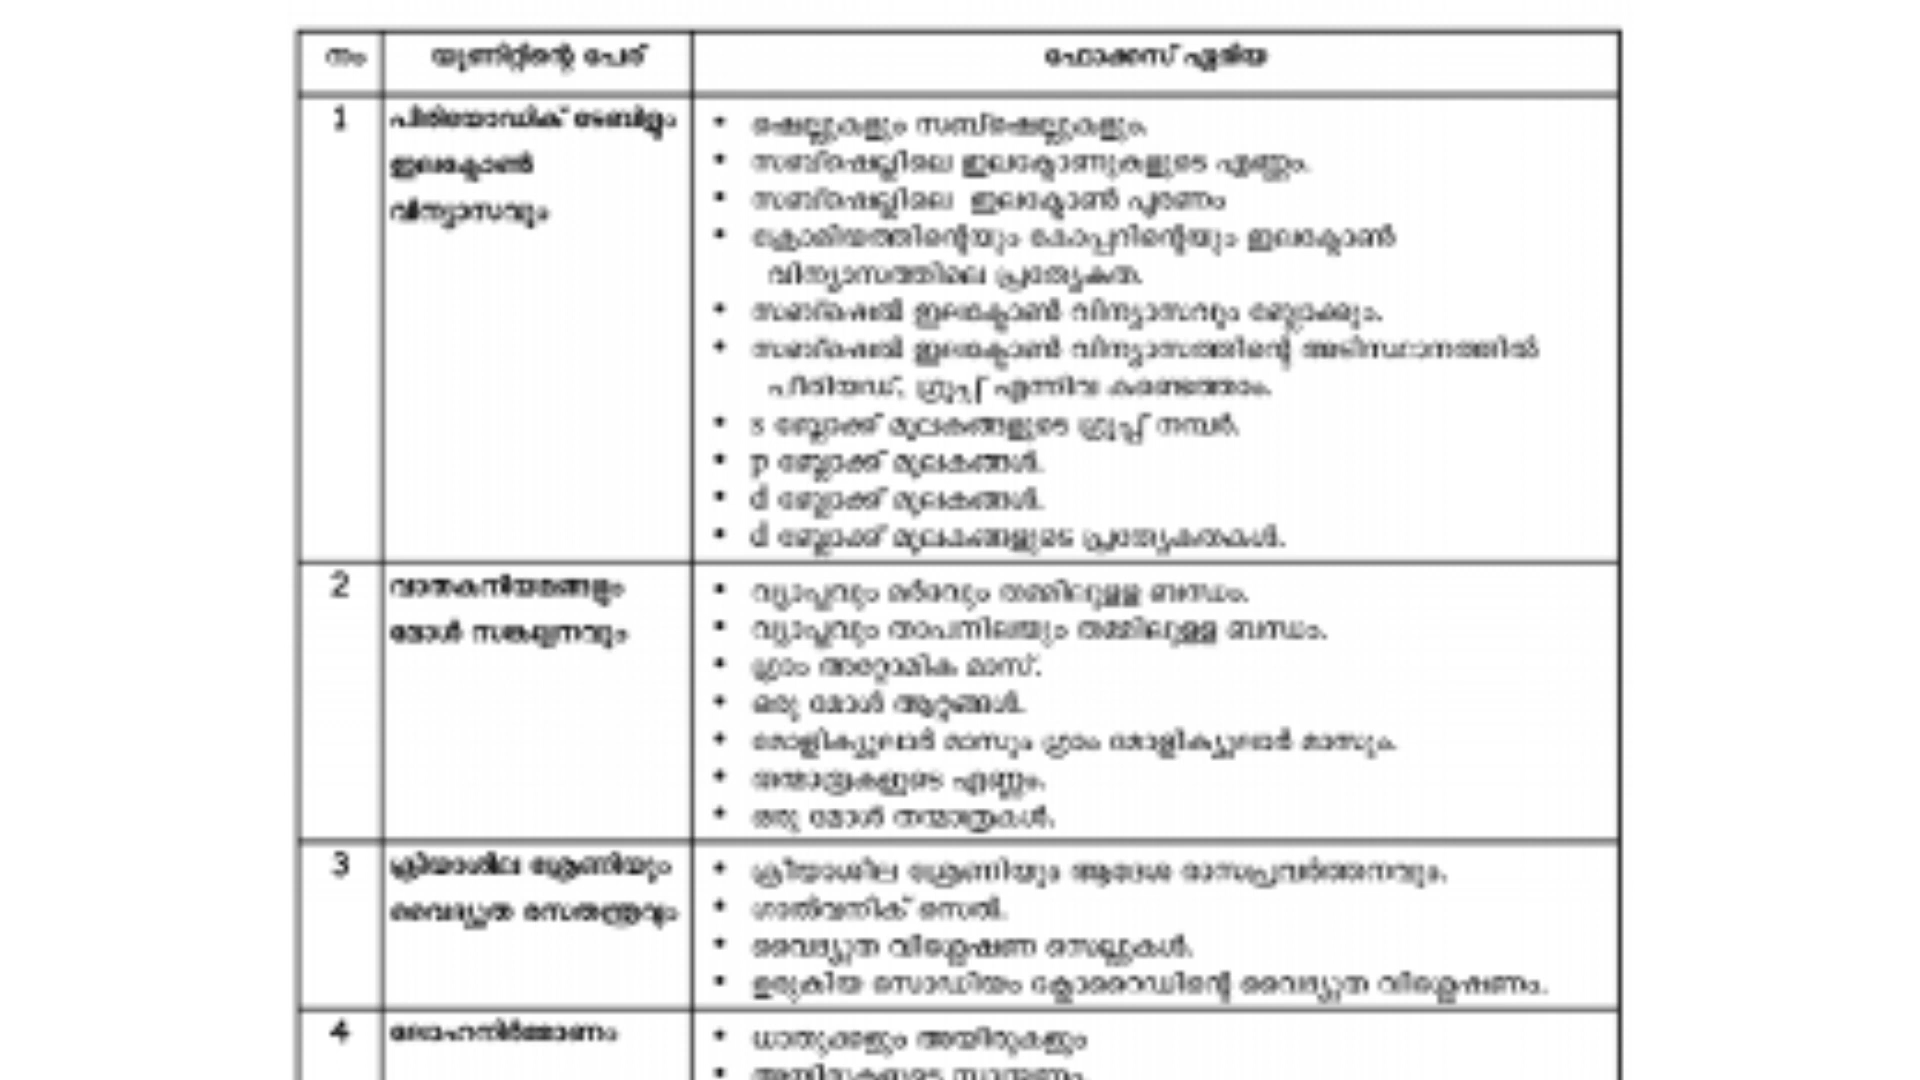 നം യൂണിറ്റിന്റെ പേര് ഫോക്കസ് ഏരിയ
1 പീരിയോഡിക് ടേബിളും
ഇലക്ട്രോൺ
വിന്യാസവും
• ഷെല്ലുകളും സബ്ഷെല്ലുകളും.
• സബ്ഷെല്ലിലെ ഇലക്ട്രോണുകളുടെ എണ്ണം.
• സബ്ഷെല്ലിലെ ഇലക്ട്രോൺ പൂരണം
• ക്രോമിയത്തിന്റെയും കോപ്പറിന്റെയും ഇലക്ട്രോൺ
വിന്യാസത്തിലെ പ്രത്യേകത.
• സബ്ഷെൽ ഇലക്ട്രോൺ വിന്യാസവും ബ്ലോക്കും.
• സബ്ഷെൽ ഇലക്ട്രോൺ വിന്യാസത്തിന്റെ അടിസ്ഥാനത്തിൽ
പീരിയഡ്, ഗ്രൂപ്പ് എന്നിവ കണ്ടെത്താം.
• s ബ്ലോക്ക് മൂലകങ്ങളുടെ ഗ്രൂപ്പ് നമ്പർ.
• p ബ്ലോക്ക് മൂലകങ്ങൾ.
• d ബ്ലോക്ക് മൂലകങ്ങൾ.
• d ബ്ലോക്ക് മൂലകങ്ങളുടെ പ്രത്യേകതകൾ.
2 വാതകനിയമങ്ങളും
മോൾ സങ്കല്പനവും
• വ്യാപ്തവും മർദവും തമ്മിലുള്ള ബന്ധം.
• വ്യാപ്തവും താപനിലയും തമ്മിലുള്ള ബന്ധം.
• ഗ്രാം അറ്റോമിക മാസ്.
• ഒരു മോൾ ആറ്റങ്ങൾ.
• മോളിക്യുലാർ മാസും ഗ്രാം മോളിക്യുലാർ മാസും.
• തന്മാത്രകളുടെ എണ്ണം.
• ഒരു മോൾ തന്മാത്രകൾ.
3 ക്രിയാശീല ശ്രേണിയും
വൈദ്യുത രസതന്ത്രവും
• ക്രിയാശീല ശ്രേണിയും ആദേശ രാസപ്രവർത്തനവും.
• ഗാൽവനിക് സെൽ.
• വൈദ്യുത വിശ്ലേഷണ സെല്ലുകൾ.
• ഉരുകിയ സോഡിയം ക്ലോറൈഡിന്റെ വൈദ്യുത വിശ്ലേഷണം.
4 ലോഹനിർമ്മാണം
• ധാതുക്കളും അയിരുകളും
• അയിരുകളുടെ സാന്ദ്രണം.